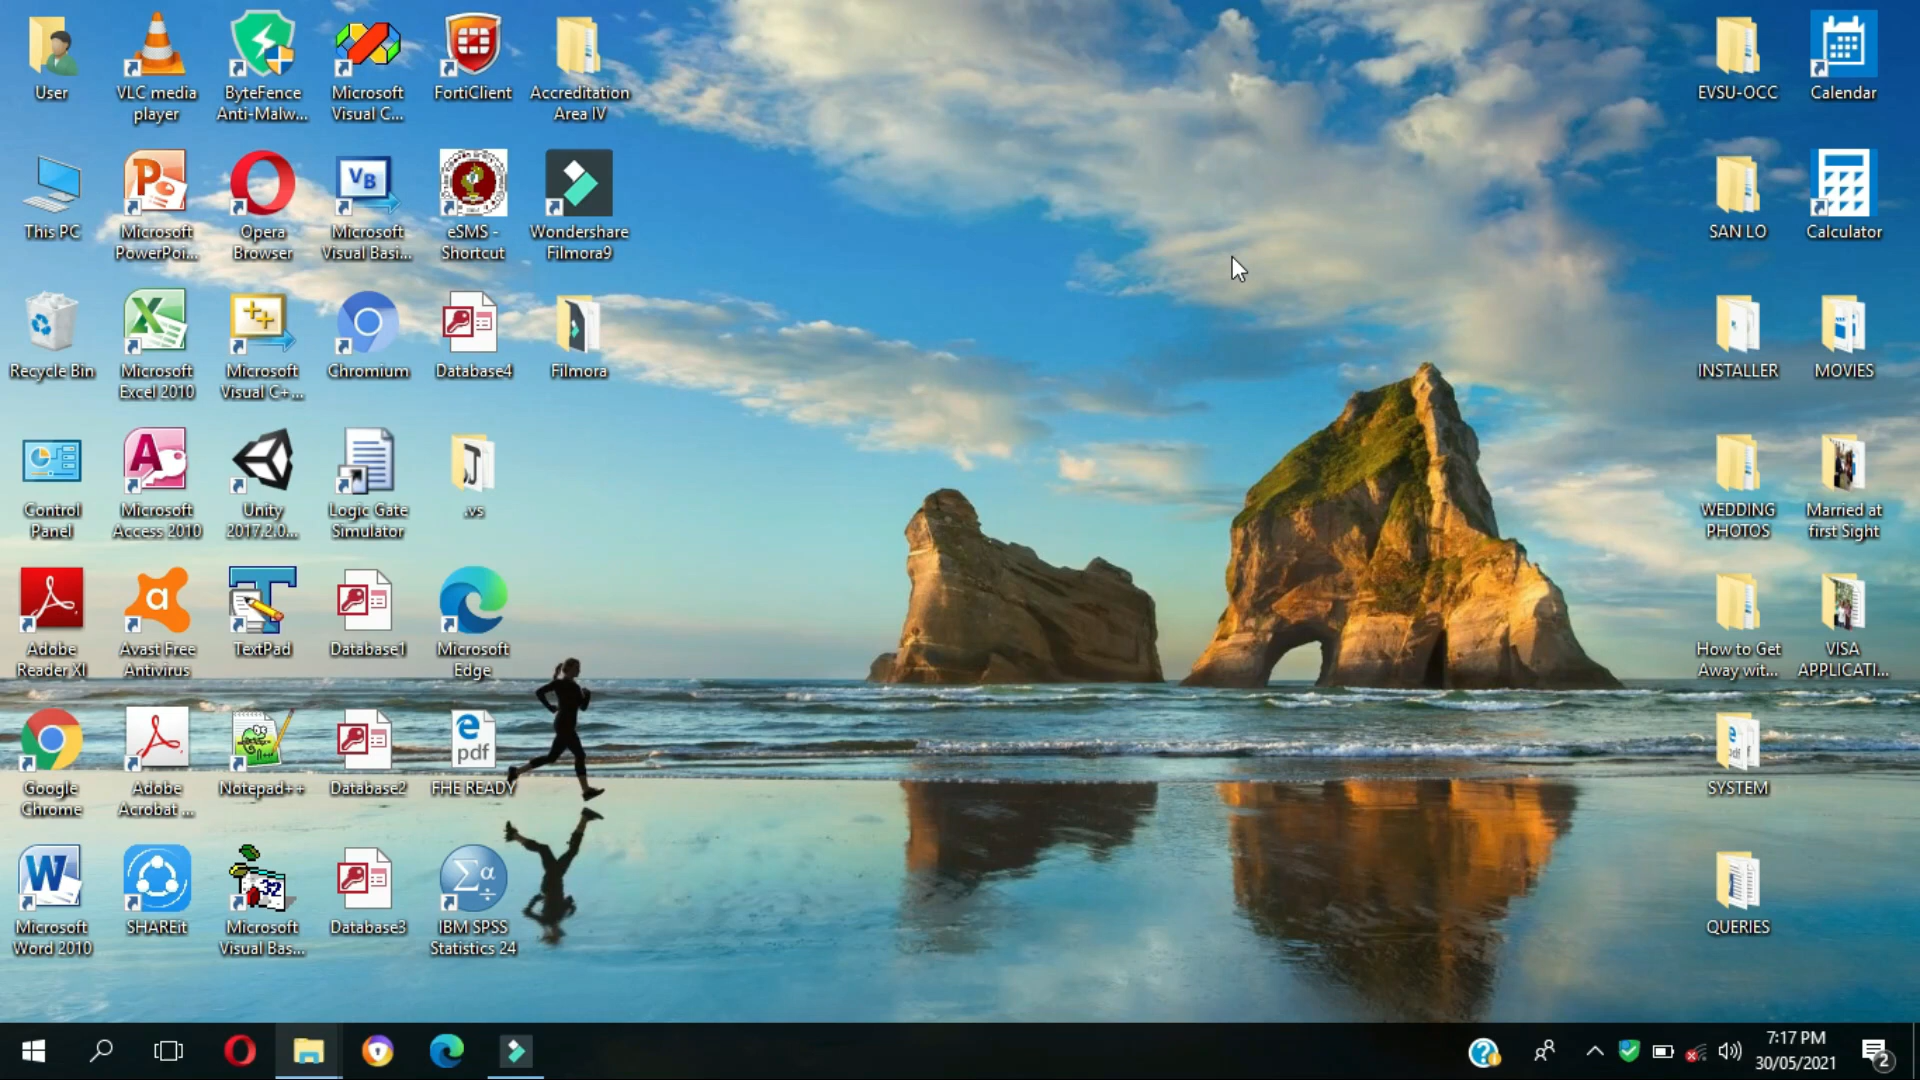 User
VLC media
player
ByteFence
Anti-Malw...
Microsoft
Visual C...
FortiClient
Accreditation
Area IV
EVSU-OCC
Calendar
This PC
Microsoft
PowerPoi...
Opera
Browser
VB
Microsoft
Visual Basi...
eSMS -
Shortcut
Wondershare
Filmora9
SAN LO
Calculator
Recycle Bin
Microsoft
Excel 2010
Microsoft
Visual C+...
Chromium
Database4
Filmora
INSTALLER
MOVIES
Control
Panel
Microsoft
Access 2010
Unity
2017.2.0...
Logic Gate
Simulator
.vs
WEDDING
PHOTOS
Married at
first Sight
Adobe
Reader XI
Avast Free
Antivirus
TextPad
Database1
Microsoft
Edge
How to Get
Away wit...
VISA
APPLICATI...
Google
Chrome
Adobe
Acrobat ...
Notepad++
Database2
pdf
FHE READY
SYSTEM
Microsoft
Word 2010
SHAREit
32
Microsoft
Visual Bas...
Database3
Σα
÷
IBM SPSS
Statistics 24
QUERIES
7:17 PM
30/05/2021
2